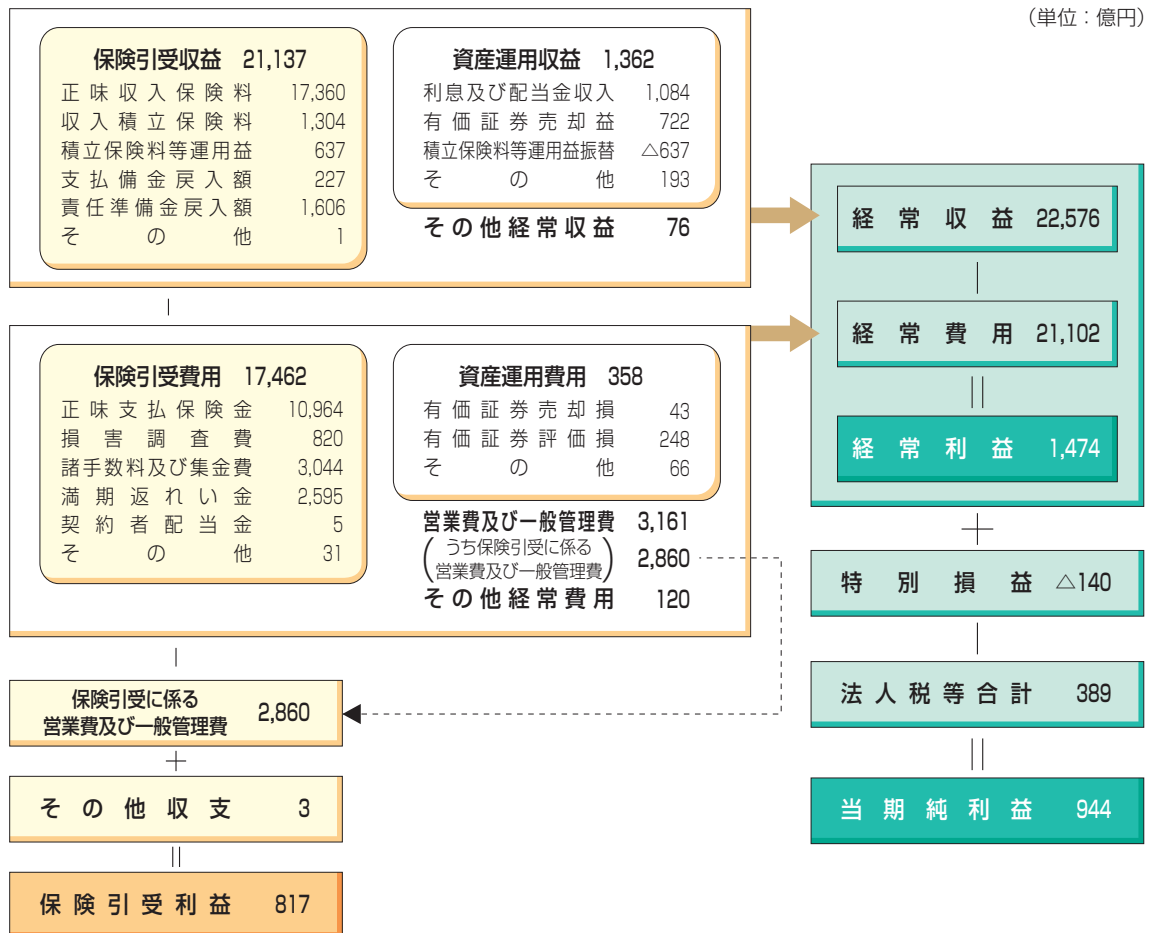 （単位：億円）
保険引受収益 21,137
正味収入保険料 17,360
収入積立保険料 1,304
積立保険料等運用益 637
支払備金戻入額 227
責任準備金戻入額 1,606
その他 1
資産運用収益 1,362
利息及び配当金収入 1,084
有価証券売却益 722
積立保険料等運用益振替 △637
その他 193
その他経常収益 76
保険引受費用 17,462
正味支払保険金 10,964
損害調査費 820
諸手数料及び集金費 3,044
満期返れい金 2,595
契約者配当金 5
その他 31
資産運用費用 358
有価証券売却損 43
有価証券評価損 248
その他 66
営業費及び一般管理費 3,161
(うち保険引受に係る
営業費及び一般管理費) 2,860
その他経常費用 120
保険引受に係る
営業費及び一般管理費 2,860
＋
その他収支 3
||
保険引受利益 817
経常収益 22,576
|
経常費用 21,102
||
経常利益 1,474
＋
特別損益 △140
|
法人税等合計 389
||
当期純利益 944